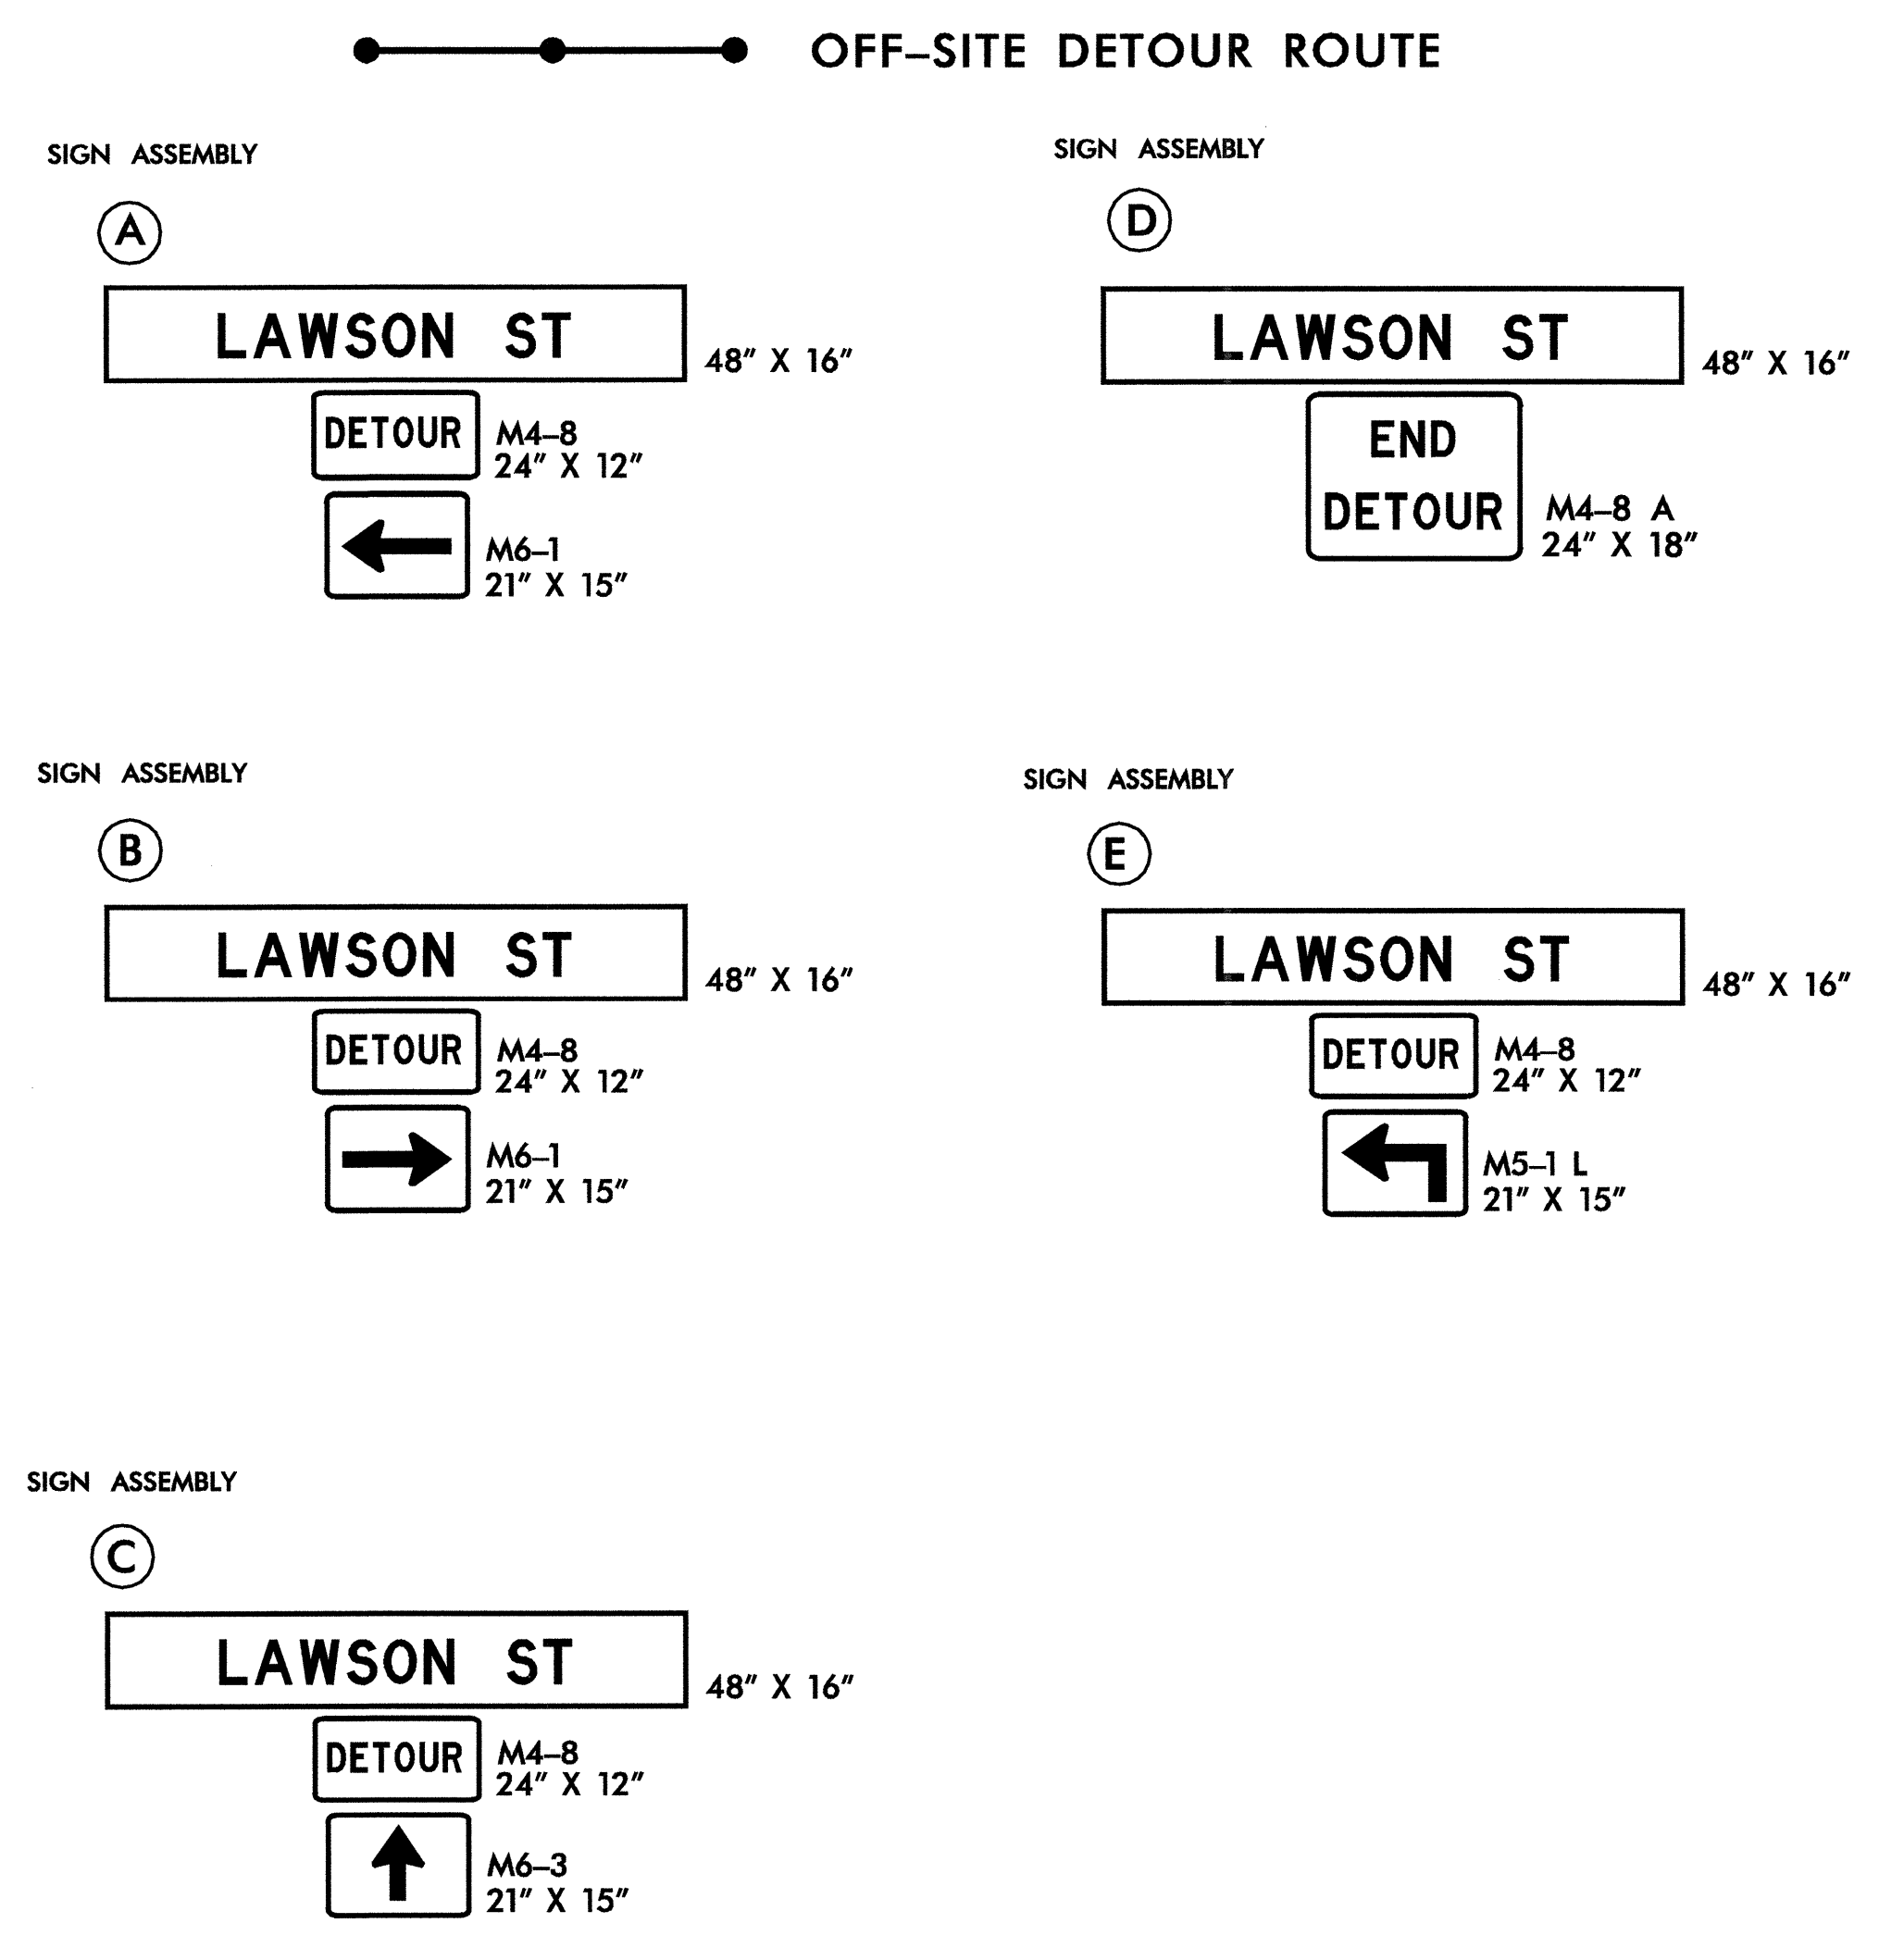 OFF–SITE DETOUR ROUTE
SIGN ASSEMBLY
A
LAWSON ST
48" X 16"
DETOUR
M4–8
24" X 12"
M6–1
21" X 15"
SIGN ASSEMBLY
B
LAWSON ST
48" X 16"
DETOUR
M4–8
24" X 12"
M6–1
21" X 15"
SIGN ASSEMBLY
C
LAWSON ST
48" X 16"
DETOUR
M4–8
24" X 12"
M6–3
21" X 15"
SIGN ASSEMBLY
D
LAWSON ST
48" X 16"
END
DETOUR
M4–8 A
24" X 18"
SIGN ASSEMBLY
E
LAWSON ST
48" X 16"
DETOUR
M4–8
24" X 12"
M5–1 L
21" X 15"